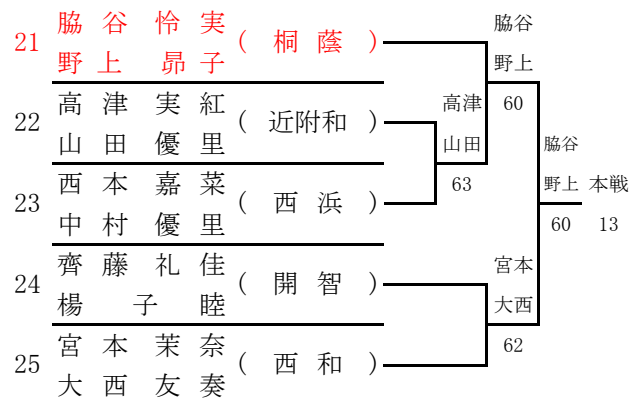 21 脇谷怜実 (桐蔭)
野上昴子
22 高津実紅 (近附和)
山田優里
23 西本嘉菜 (西浜)
中村優里
24 齊藤礼佳 (開智)
楊子睦
25 宮本茉奈 (西和)
大西友奏
高津
山田
63
脇谷
野上
60
宮本
大西
62
脇谷
野上
60
本戦
13